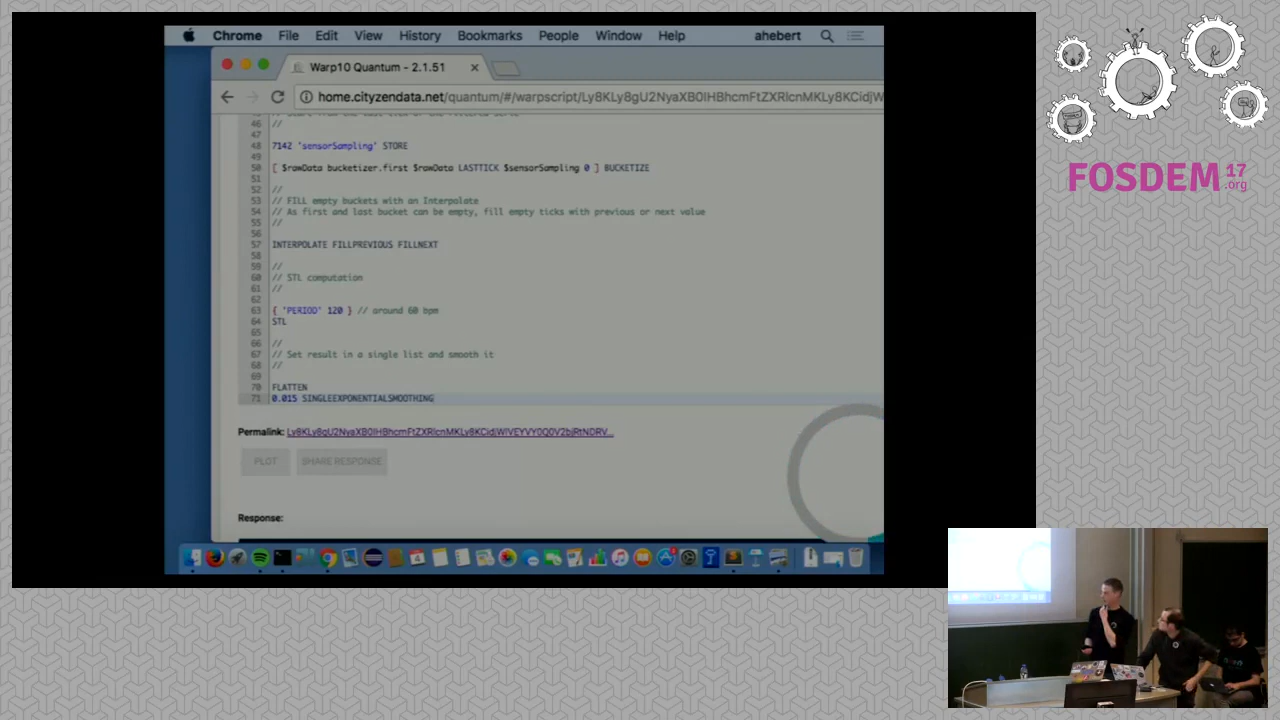 Chrome File Edit View History Bookmarks People Window Help ahebert
Warp10 Quantum - 2.1.51
home.cityzendata.net/quantum/#/warpscript/Ly8KLy8gU2NyaXB0IHBhcmFtZXRlcnMKLy8KCidjW
46 //
47
48 7142 'sensorSampling' STORE
49
50 [ $rawData bucketizer.first $rawData LASTTICK $sensorSampling 0 ] BUCKETIZE
51
52 //
53 // FILL empty buckets with an Interpolate
54 // As first and last bucket can be empty, fill empty ticks with previous or next value
55 //
56
57 INTERPOLATE FILLPREVIOUS FILLNEXT
58
59 //
60 // STL computation
61 //
62
63 { 'PERIOD' 120 } // around 60 bpm
64 STL
65
66 //
67 // Set result in a single list and smooth it
68 //
69
70 FLATTEN
71 0.015 SINGLEEXPONENTIALSMOOTHING
Permalink:
PLOT SHARE RESPONSE
Response:
FOSDEM 17
.org